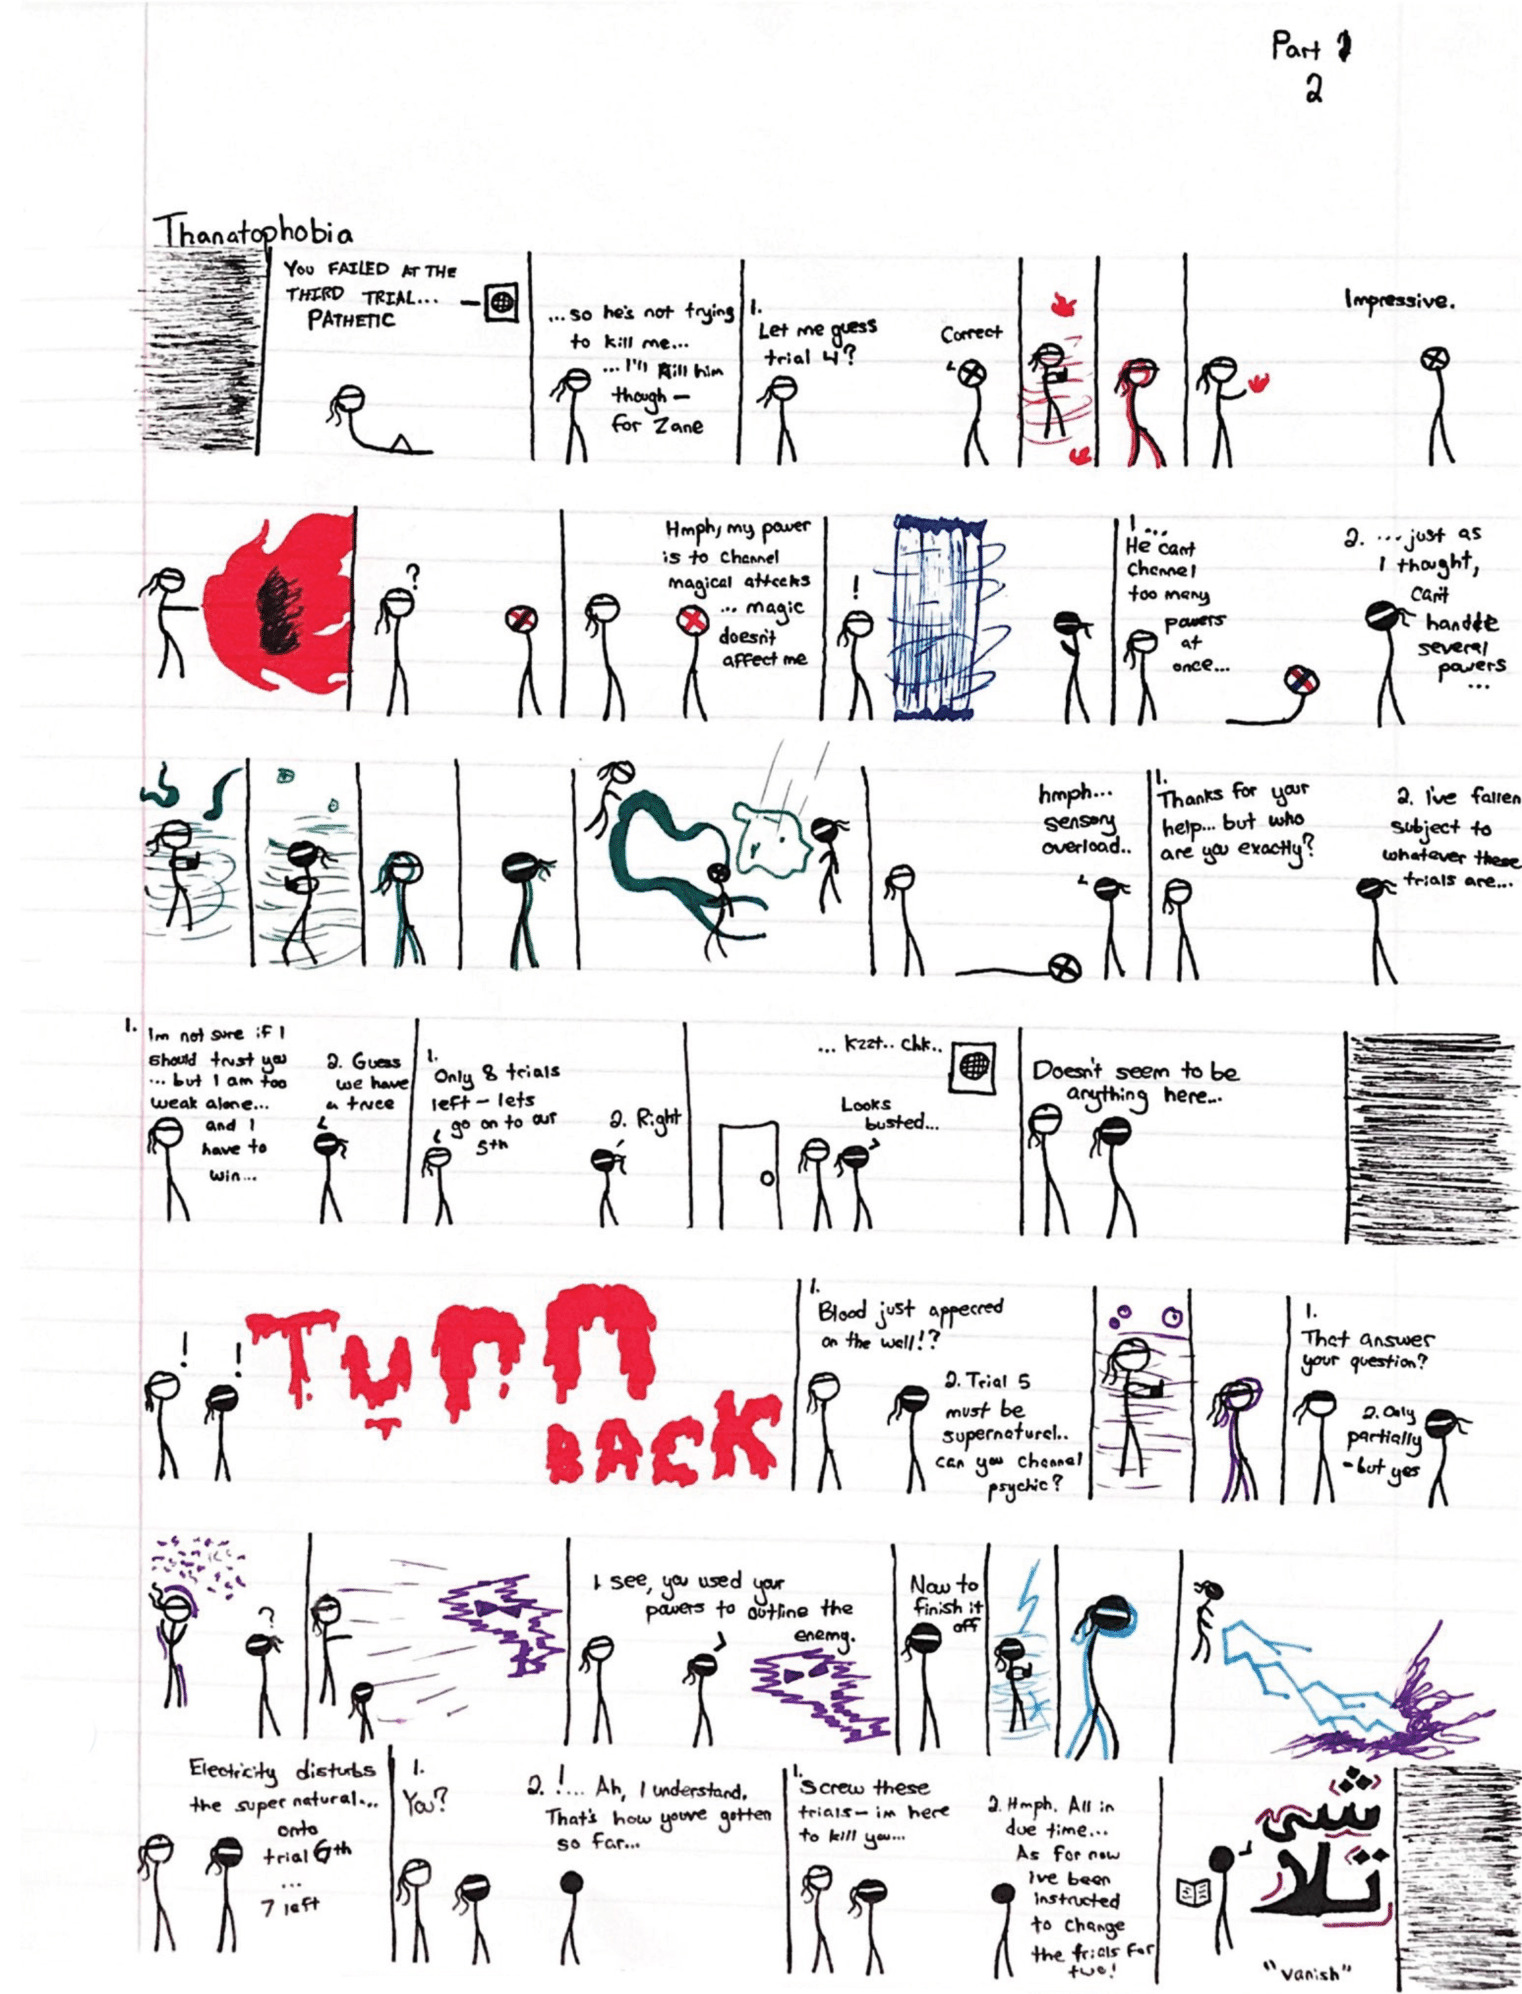 Part 1
2
Thanatophobia
YOU FAILED AT THE
THIRD TRIAL...
PATHETIC
...so he's not trying
to kill me...
...I'll kill him
though —
for Zane
1.
Let me guess
trial 4?
Correct
Impressive.
?
Hmph, my power
is to channel
magical attacks
... magic
doesn't
affect me
!
1...
He cant
channel
too many
powers
at
once...
2. ...just as
I thought,
can't
handle
several
powers
...
hmph...
sensory
overload..
1.
Thanks for your
help... but who
are you exactly?
2. I've fallen
subject to
whatever these
trials are...
1.
Im not sure if I
should trust you
... but I am too
weak alone...
and I
have to
win...
2. Guess
we have
a truce
1.
Only 8 trials
left — lets
go on to our
5th
2. Right
... kzzt.. chk..
Looks
busted...
Doesn't seem to be
anything here...
! !
TURN
BACK
1.
Blood just appeared
on the wall!?
2. Trial 5
must be
supernatural..
can you channel
psychic?
1.
That answer
your question?
2. Only
partially
- but yes
?
I see, you used your
powers to outline the
enemy.
Now to
finish it
off
Electricity disturbs
the supernatural...
onto
trial 6th
...
7 left
1.
You?
2. !... Ah, I understand.
That's how youve gotten
so far...
1.
Screw these
trials — im here
to kill you...
2. Hmph. All in
due time...
As for now
Ive been
instructed
to change
the trials for
two!
"vanish"